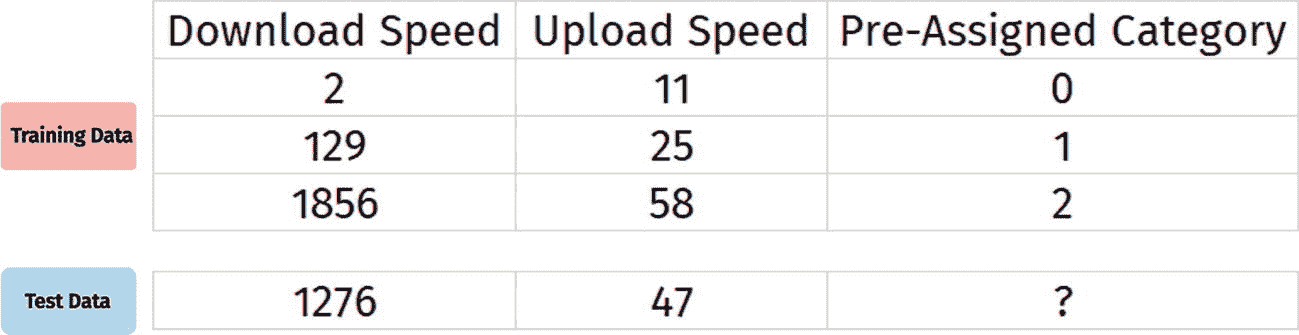 Download Speed Upload Speed Pre-Assigned Category
2 11 0
Training Data
129 25 1
1856 58 2
Test Data
1276 47 ?